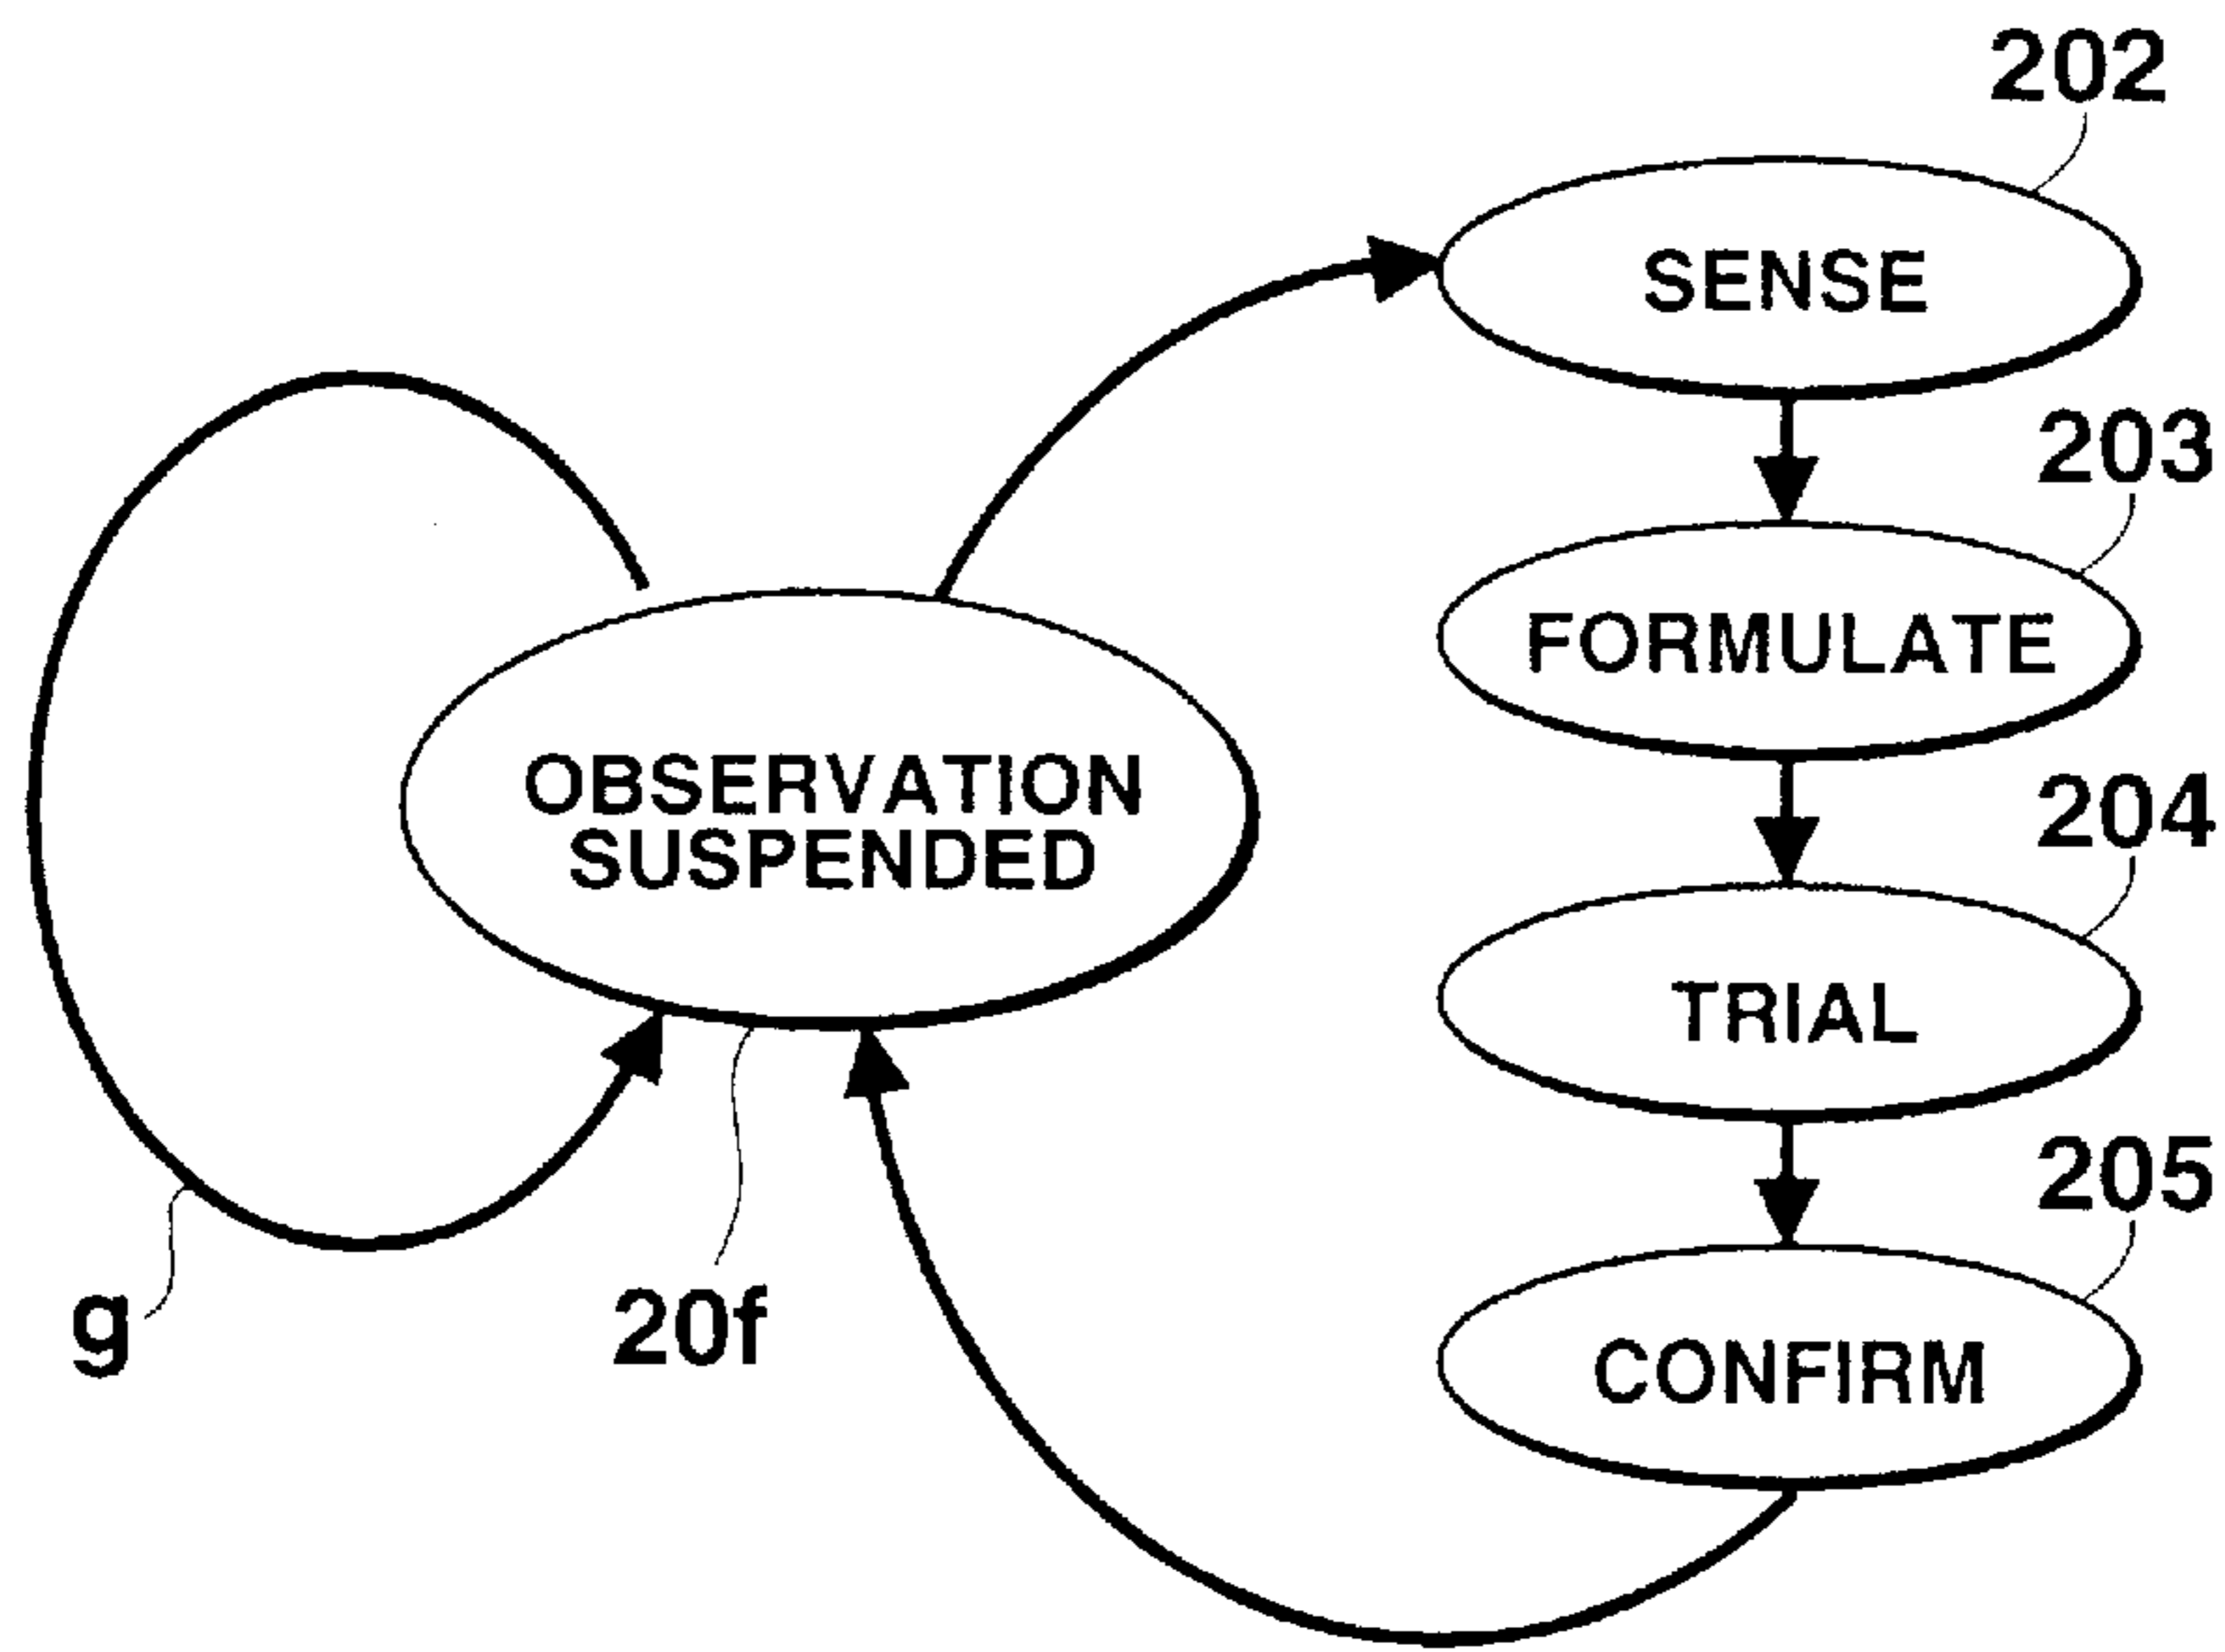 202
SENSE
203
FORMULATE
204
OBSERVATION
SUSPENDED
TRIAL
205
g
20f
CONFIRM